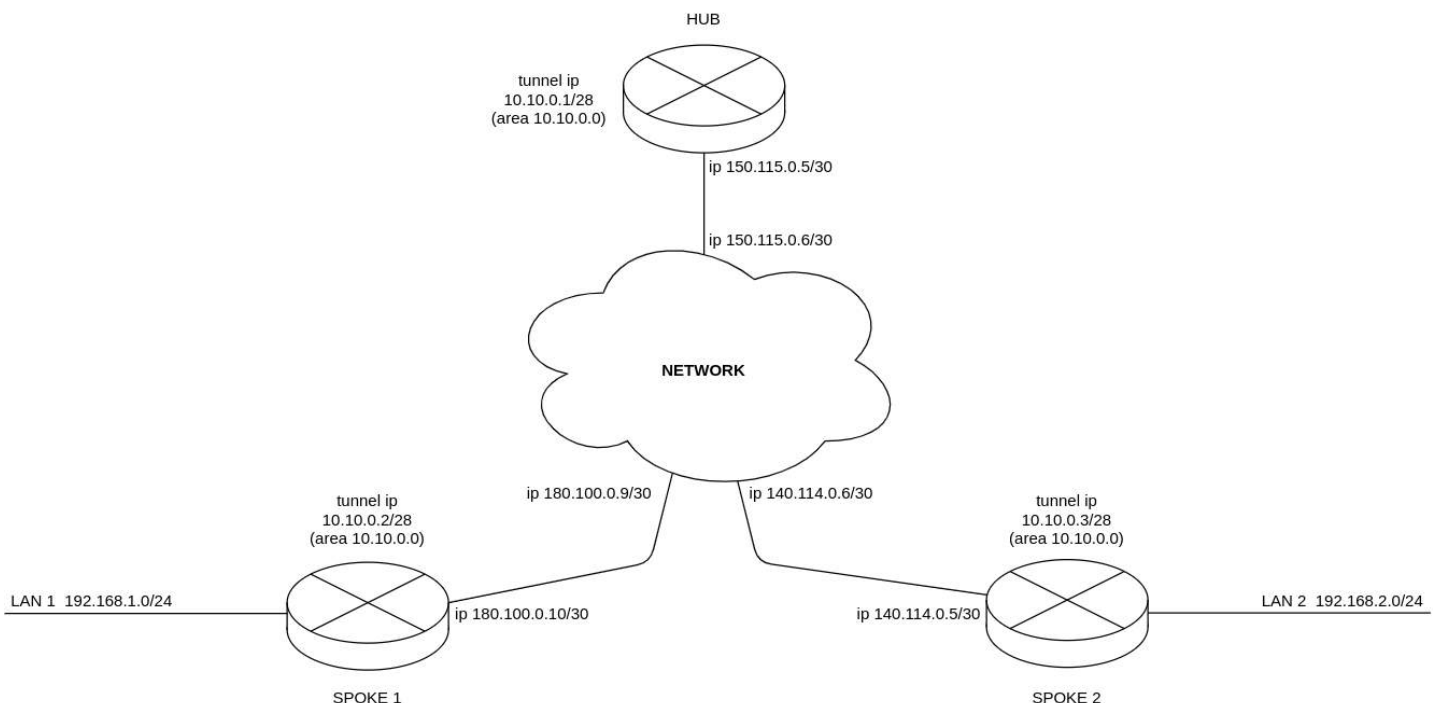 HUB
tunnel ip
10.10.0.1/28
(area 10.10.0.0)
ip 150.115.0.5/30
ip 150.115.0.6/30
NETWORK
ip 180.100.0.9/30
ip 140.114.0.6/30
tunnel ip
10.10.0.2/28
(area 10.10.0.0)
tunnel ip
10.10.0.3/28
(area 10.10.0.0)
LAN 1 192.168.1.0/24
ip 180.100.0.10/30
ip 140.114.0.5/30
LAN 2 192.168.2.0/24
SPOKE 1
SPOKE 2